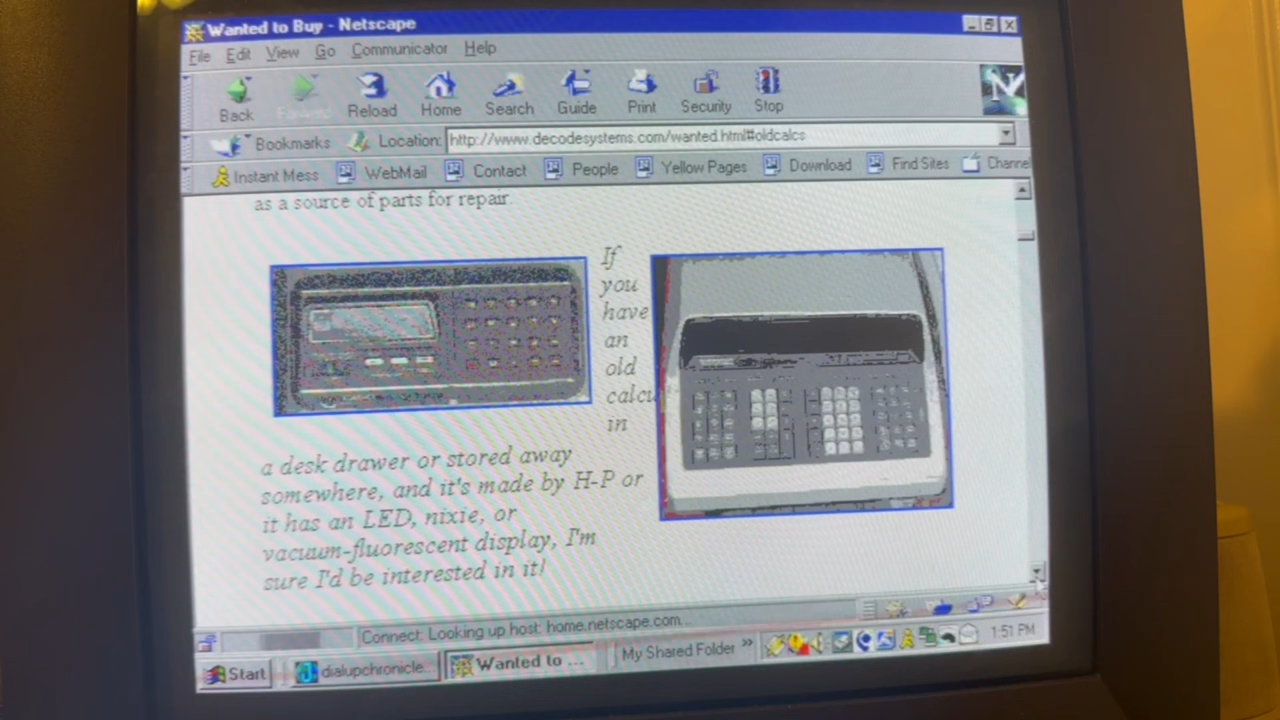 Wanted to Buy - Netscape
File Edit View Go Communicator Help
Back Forward Reload Home Search Guide Print Security Stop
Bookmarks Location: http://www.decodesystems.com/wanted.html#oldcalcs
Instant Mess WebMail Contact People Yellow Pages Download Find Sites Channel
as a source of parts for repair.
If
you
have
an
old
calcu
in
a desk drawer or stored away
somewhere, and it's made by H-P or
it has an LED, nixie, or
vacuum-fluorescent display, I'm
sure I'd be interested in it!
Connect: Looking up host: home.netscape.com...
Start dialupchronicle... Wanted to ... My Shared Folder » 1:51 PM